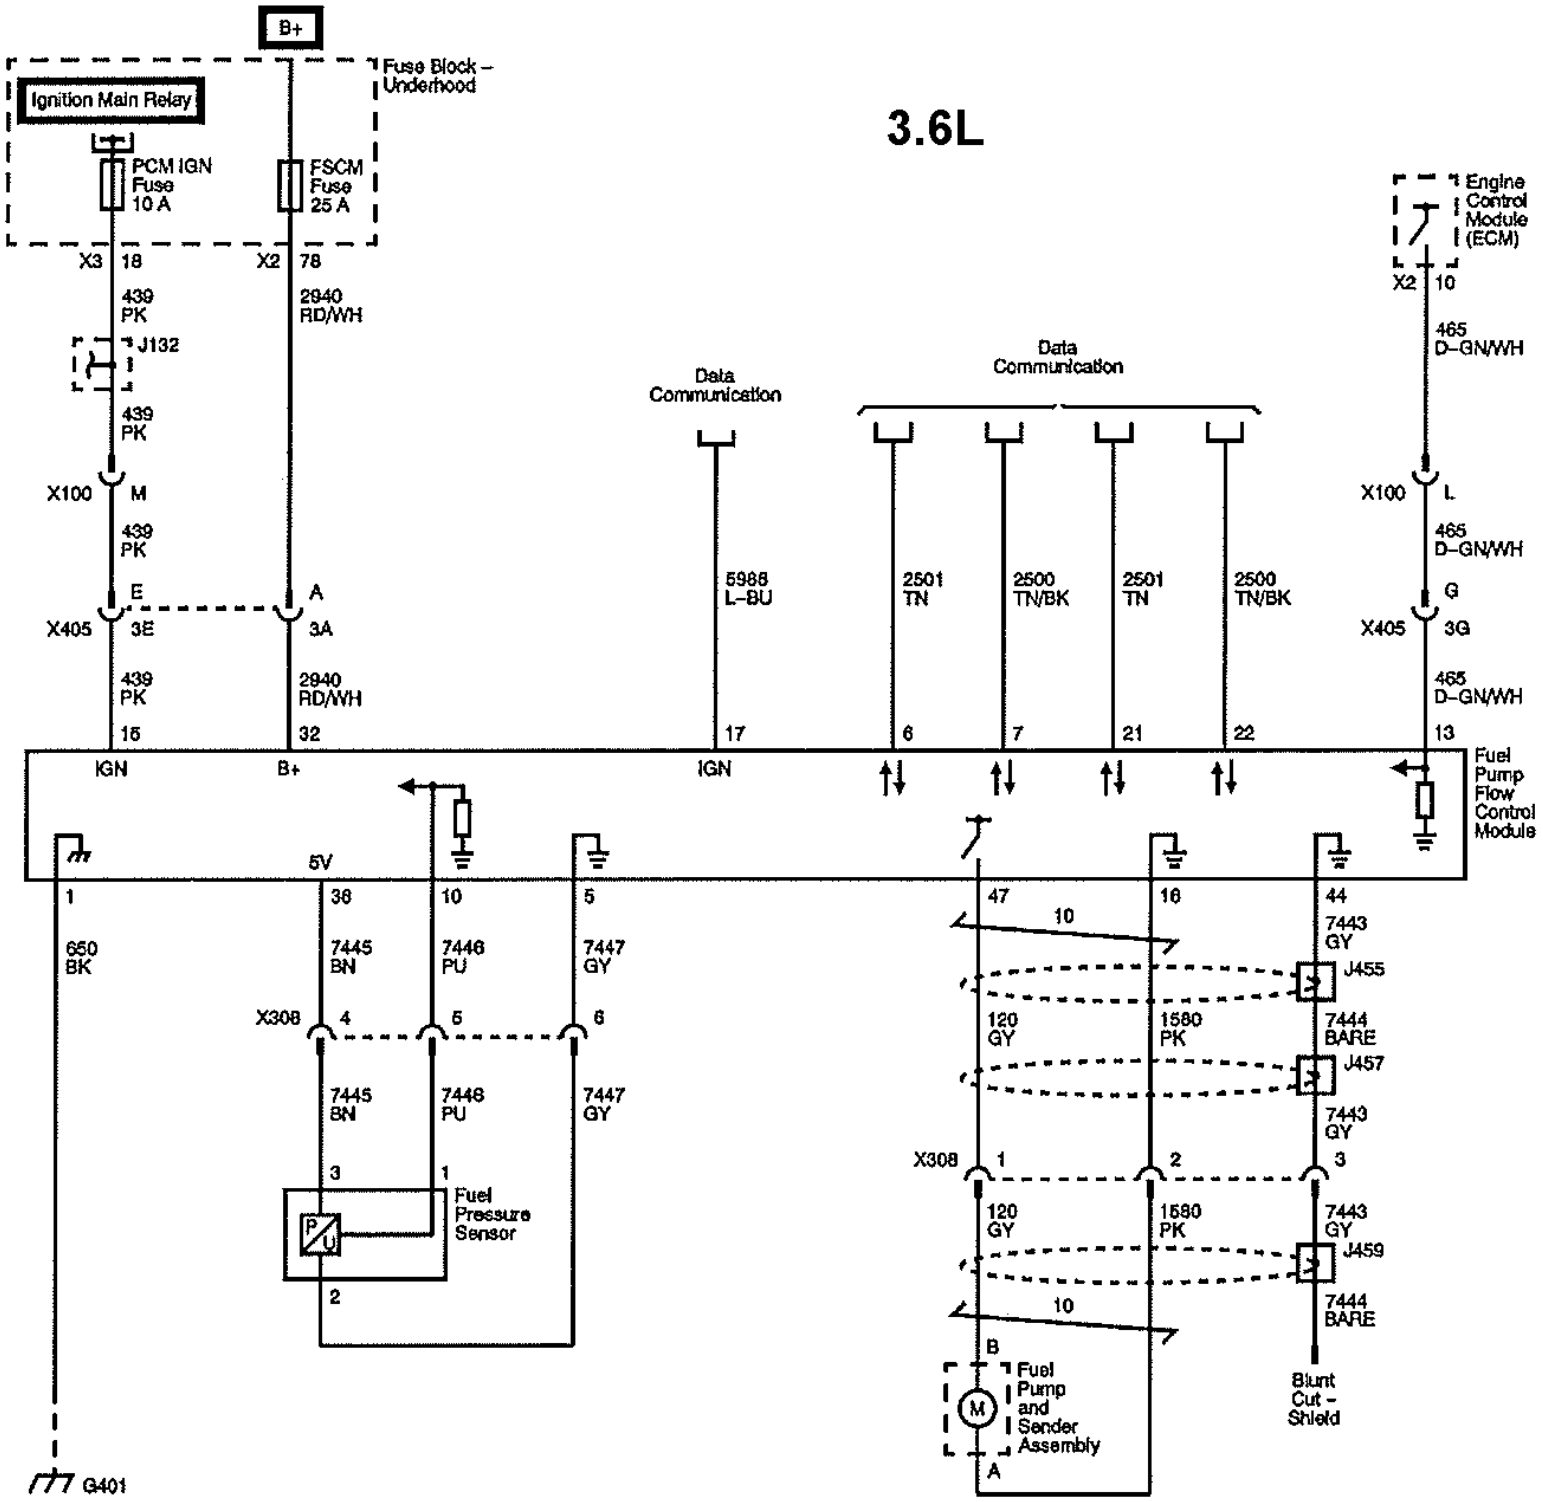 B+
Fuse Block –
Underhood
Ignition Main Relay
PCM IGN
Fuse
10 A
FSCM
Fuse
25 A
3.6L
Engine
Control
Module
(ECM)
X3 18
X2 78
X2 10
439
PK
2940
RD/WH
465
D-GN/WH
J132
Data
Communication
Data
Communication
439
PK
X100 M
X100 L
439
PK
465
D-GN/WH
5986
L-BU
2501
TN
2500
TN/BK
2501
TN
2500
TN/BK
E
A
G
X405 3E
3A
X405 3G
439
PK
2940
RD/WH
465
D-GN/WH
15
32
17
6
7
21
22
13
IGN
B+
IGN
Fuel
Pump
Flow
Control
Module
5V
1
36
10
5
47
16
44
650
BK
7445
BN
7446
PU
7447
GY
10
7443
GY
J455
X308 4
5
6
120
GY
1580
PK
7444
BARE
J457
7445
BN
7446
PU
7447
GY
7443
GY
X308 1
2
3
3
1
Fuel
Pressure
Sensor
P
U
120
GY
1580
PK
7443
GY
J459
2
10
7444
BARE
B
Fuel
Pump
and
Sender
Assembly
M
Blunt
Cut –
Shield
A
G401